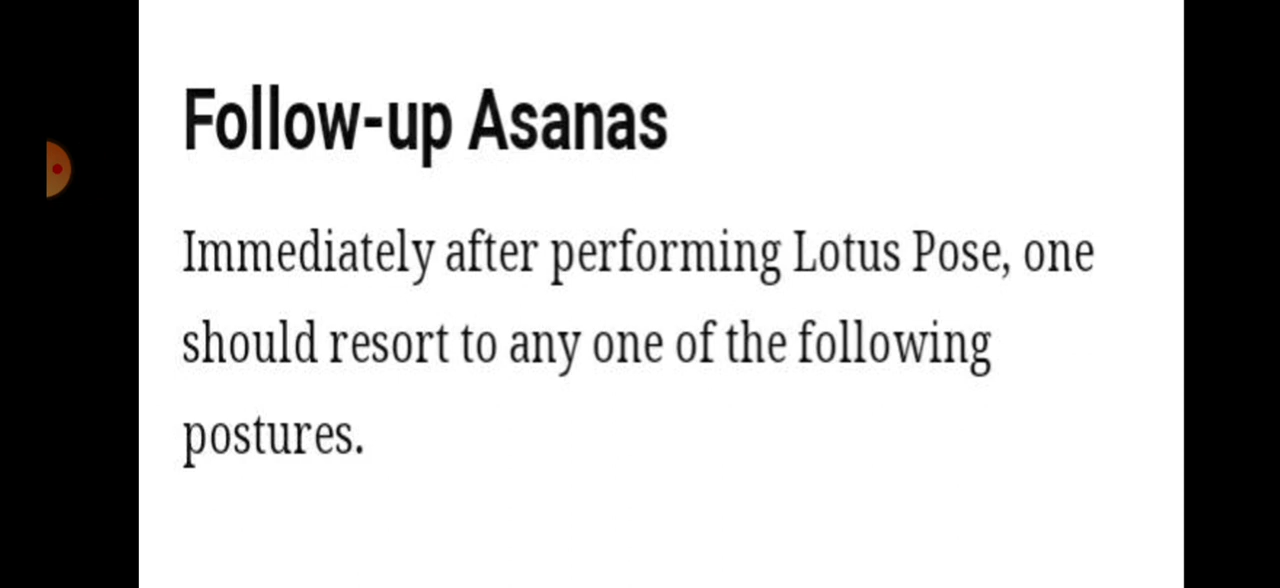 Follow-up Asanas
Immediately after performing Lotus Pose, one
should resort to any one of the following
postures.